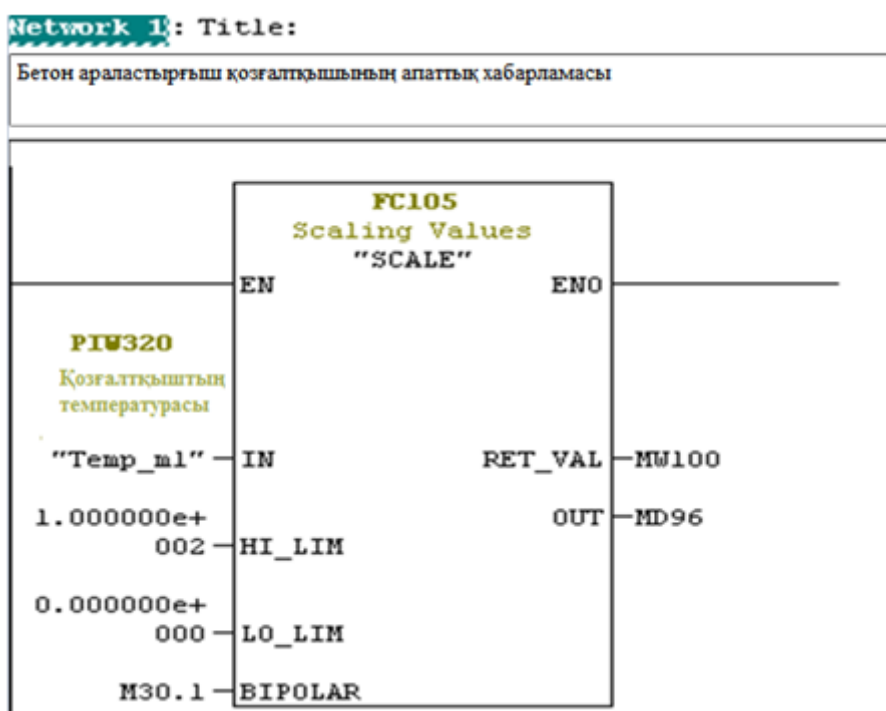 Network 1: Title:
Бетон араластырғыш қозғалтқышының апаттық хабарламасы
FC105
Scaling Values
"SCALE"
EN ENO
PIW320
Қозғалтқыштың
температурасы
"Temp_m1" IN RET_VAL MW100
1.000000e+ OUT MD96
002 HI_LIM
0.000000e+
000 LO_LIM
M30.1 BIPOLAR